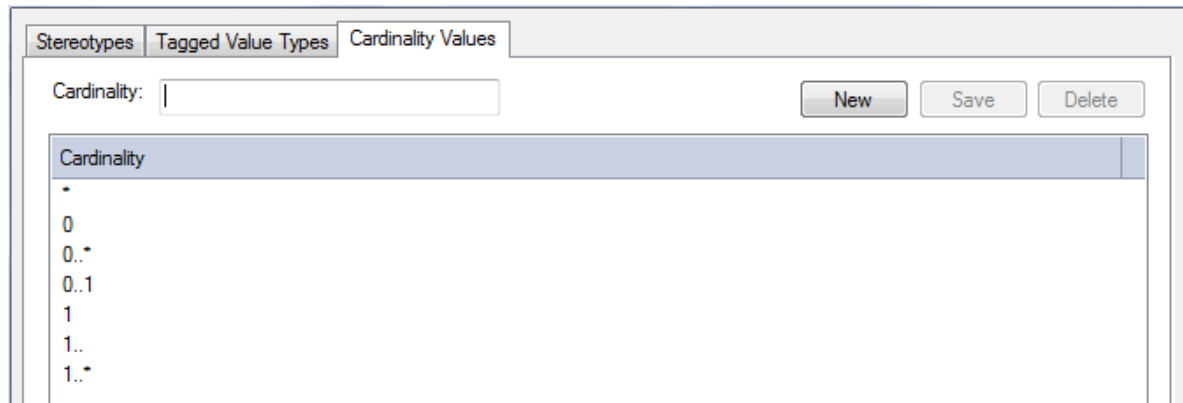 Stereotypes Tagged Value Types Cardinality Values
Cardinality: New Save Delete
Cardinality
*
0
0..*
0..1
1
1..
1..*